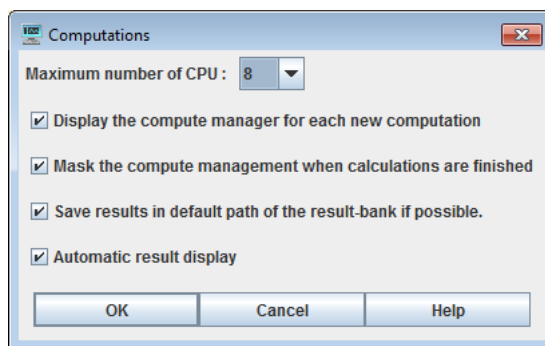 Computations
Maximum number of CPU : 8
Display the compute manager for each new computation
Mask the compute management when calculations are finished
Save results in default path of the result-bank if possible.
Automatic result display
OK Cancel Help